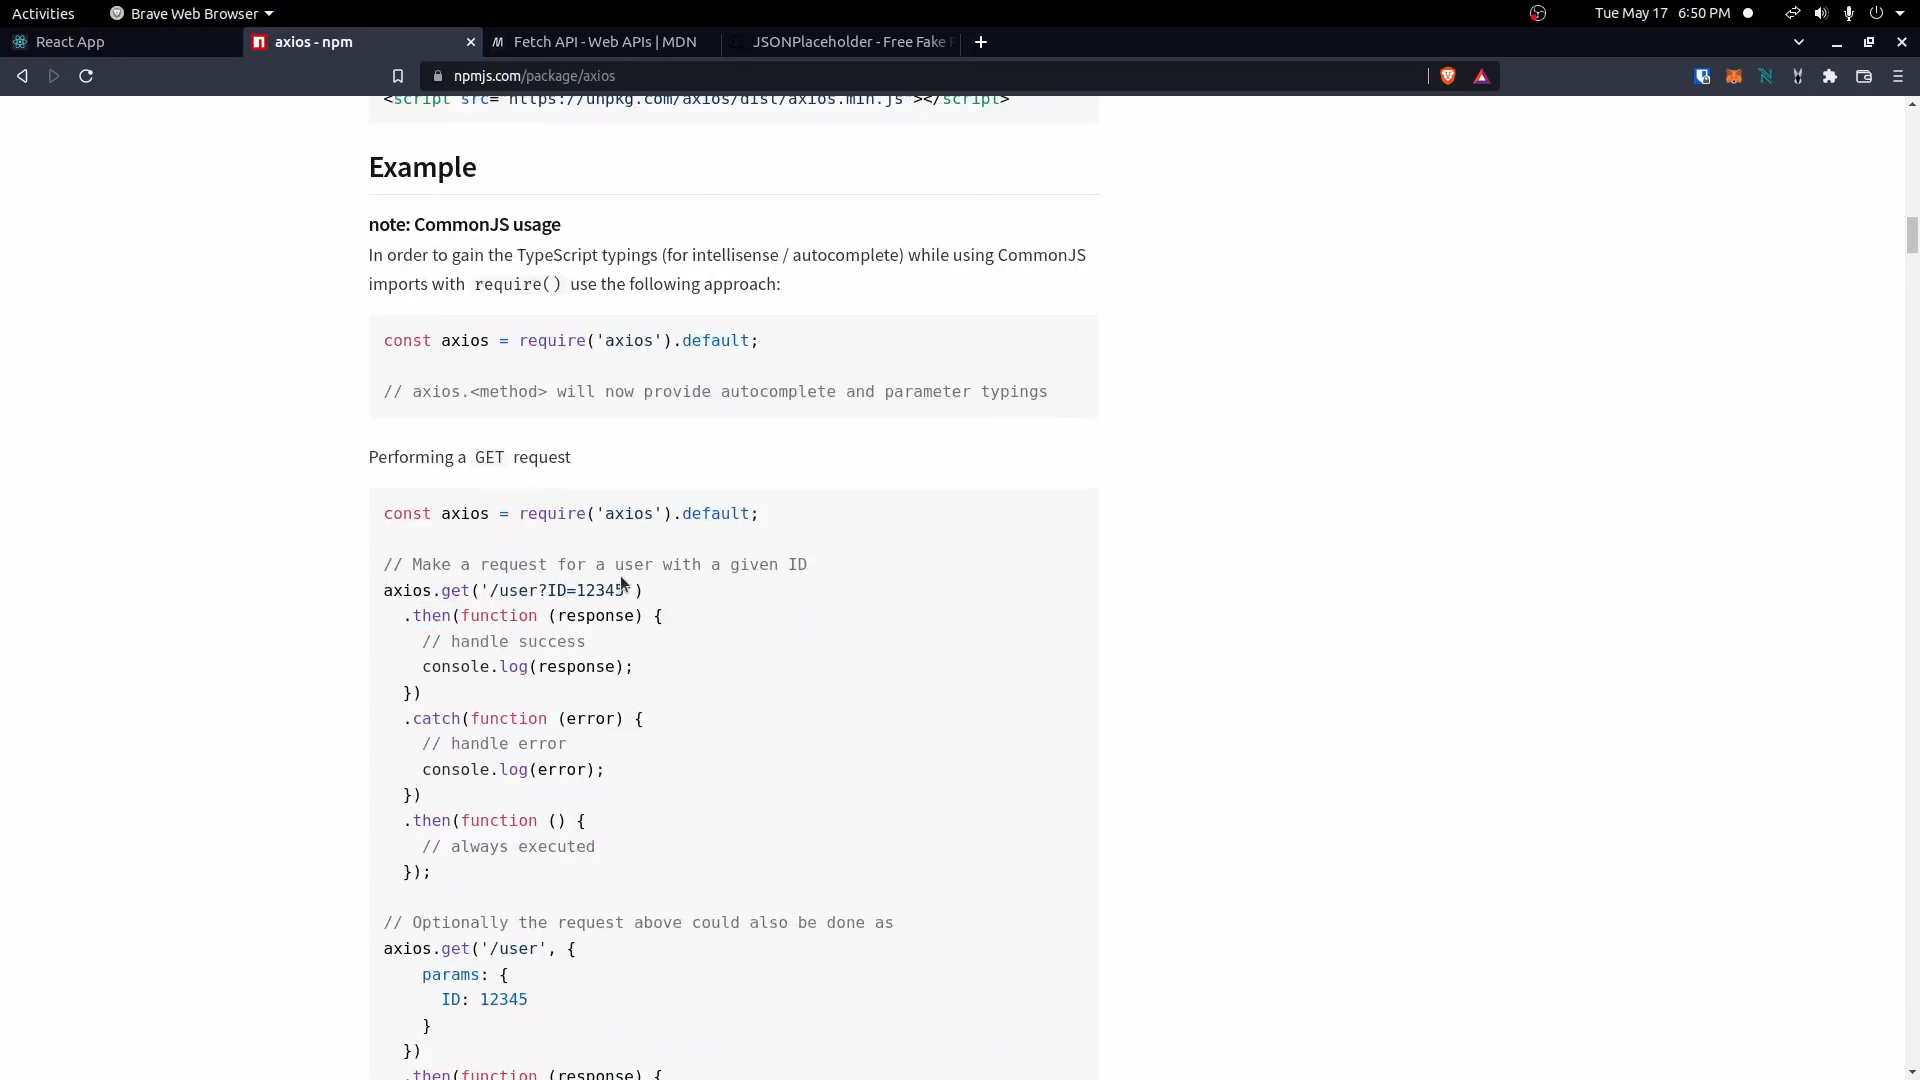 Activities
Brave Web Browser
Tue May 17 6:50 PM
React App
axios - npm
Fetch API - Web APIs | MDN
JSONPlaceholder - Free Fake
npmjs.com/package/axios
<script src="https://unpkg.com/axios/dist/axios.min.js"></script>
Example
note: CommonJS usage
In order to gain the TypeScript typings (for intellisense / autocomplete) while using CommonJS
imports with require() use the following approach:
const axios = require('axios').default;
// axios.<method> will now provide autocomplete and parameter typings
Performing a GET request
const axios = require('axios').default;
// Make a request for a user with a given ID
axios.get('/user?ID=12345')
.then(function (response) {
// handle success
console.log(response);
})
.catch(function (error) {
// handle error
console.log(error);
})
.then(function () {
// always executed
});
// Optionally the request above could also be done as
axios.get('/user', {
params: {
ID: 12345
}
})
.then(function (response) {